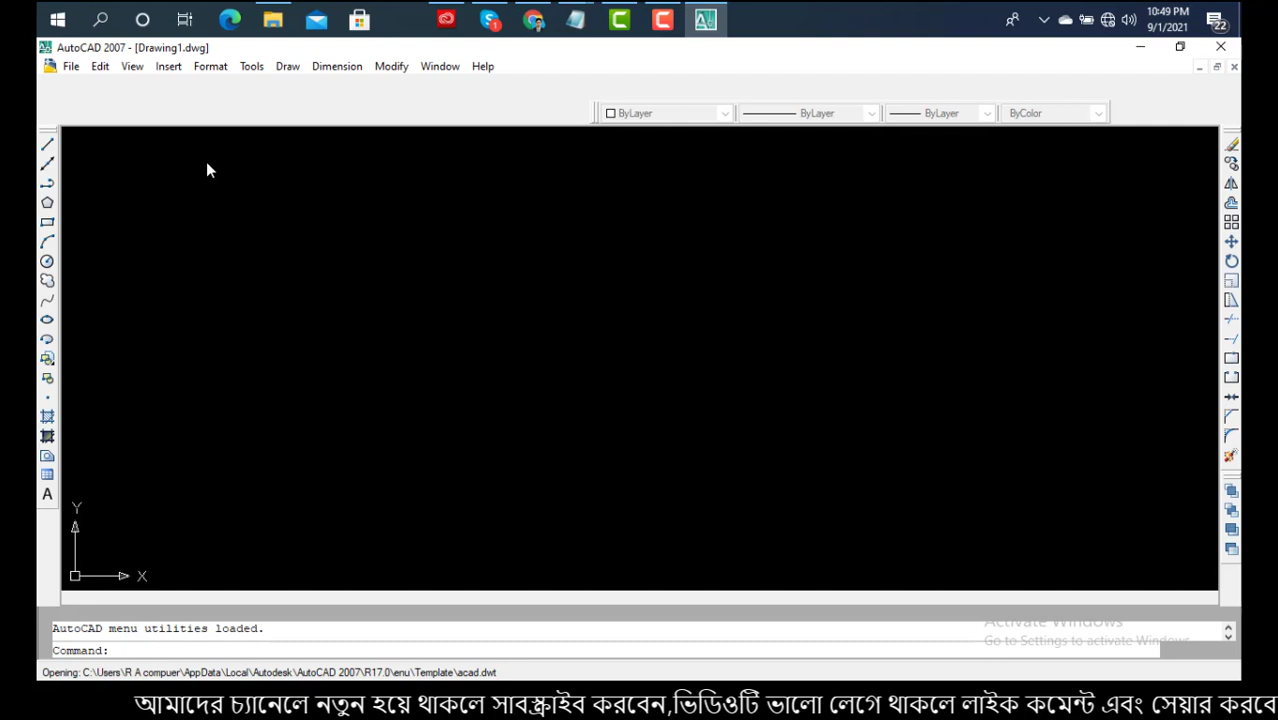 10:49 PM
9/1/2021
22
1
AutoCAD 2007 - [Drawing1.dwg]
File Edit View Insert Format Tools Draw Dimension Modify Window Help
ByLayer ByLayer ByLayer ByColor
A
Y
X
AutoCAD menu utilities loaded.
Activate Windows
Command:
Go to Settings to activate Windows.
Opening: C:\Users\R A compuer\AppData\Local\Autodesk\AutoCAD 2007\R17.0\enu\Template\acad.dwt
আমাদের চ্যানেলে নতুন হয়ে থাকলে সাবস্ক্রাইব করবেন,ভিডিওটি ভালো লেগে থাকলে লাইক কমেন্ট এবং সেয়ার করবে